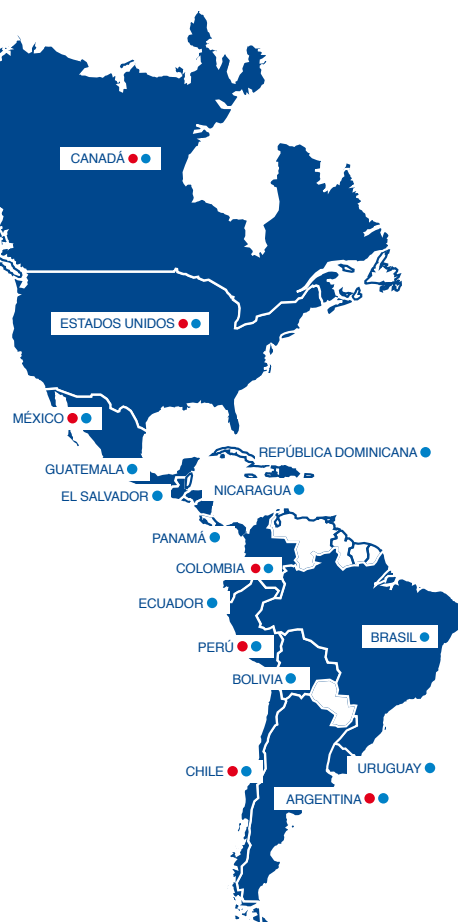 CANADÁ
ESTADOS UNIDOS
MÉXICO
REPÚBLICA DOMINICANA
GUATEMALA
NICARAGUA
EL SALVADOR
PANAMÁ
COLOMBIA
ECUADOR
BRASIL
PERÚ
BOLIVIA
URUGUAY
CHILE
ARGENTINA